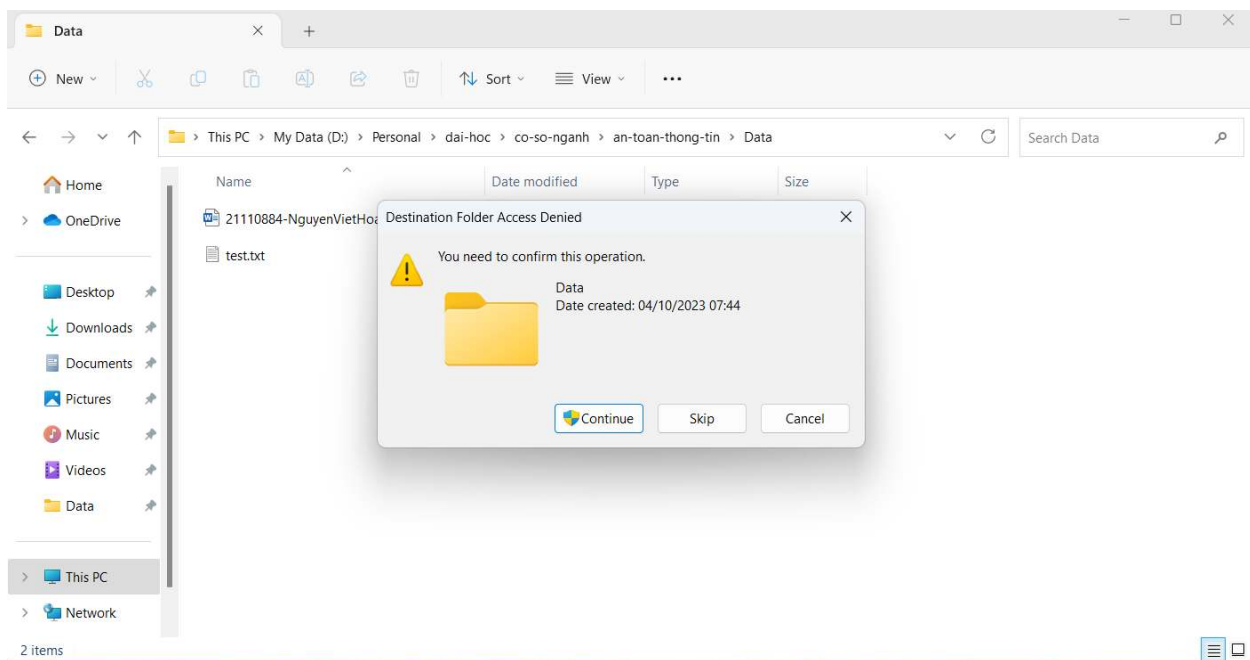 Data
New
Sort
View
This PC > My Data (D:) > Personal > dai-hoc > co-so-nganh > an-toan-thong-tin > Data
Search Data
Home
OneDrive
Desktop
Downloads
Documents
Pictures
Music
Videos
Data
This PC
Network
Name Date modified Type Size
21110884-NguyenVietHoa
test.txt
Destination Folder Access Denied
You need to confirm this operation.
Data
Date created: 04/10/2023 07:44
Continue Skip Cancel
2 items